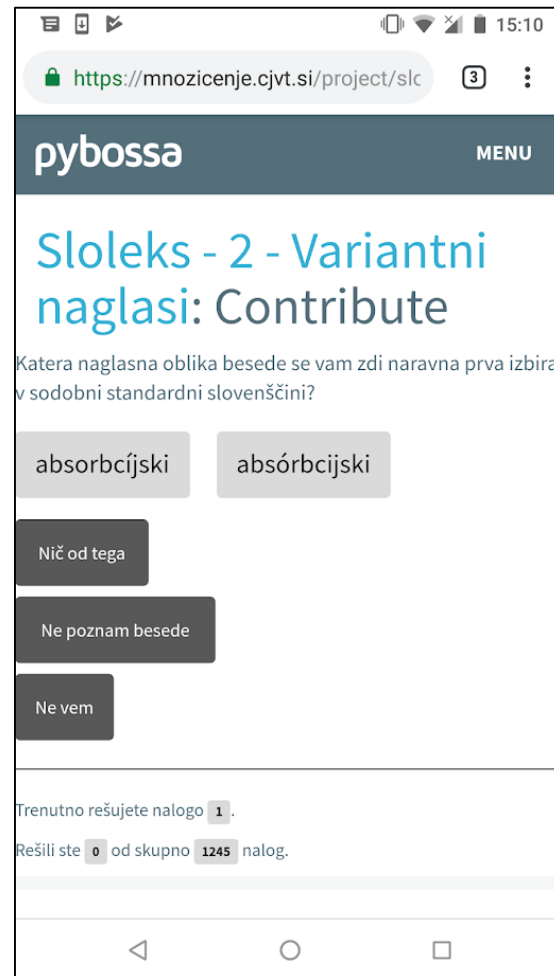 15:10
https://mnozicenje.cjvt.si/project/slo
3
pybossa
MENU
Sloleks - 2 - Variantni
naglasi: Contribute
Katera naglasna oblika besede se vam zdi naravna prva izbira
v sodobni standardni slovenščini?
absorbcíjski absórbcijski
Nič od tega
Ne poznam besede
Ne vem
Trenutno rešujete nalogo 1 .
Rešili ste 0 od skupno 1245 nalog.